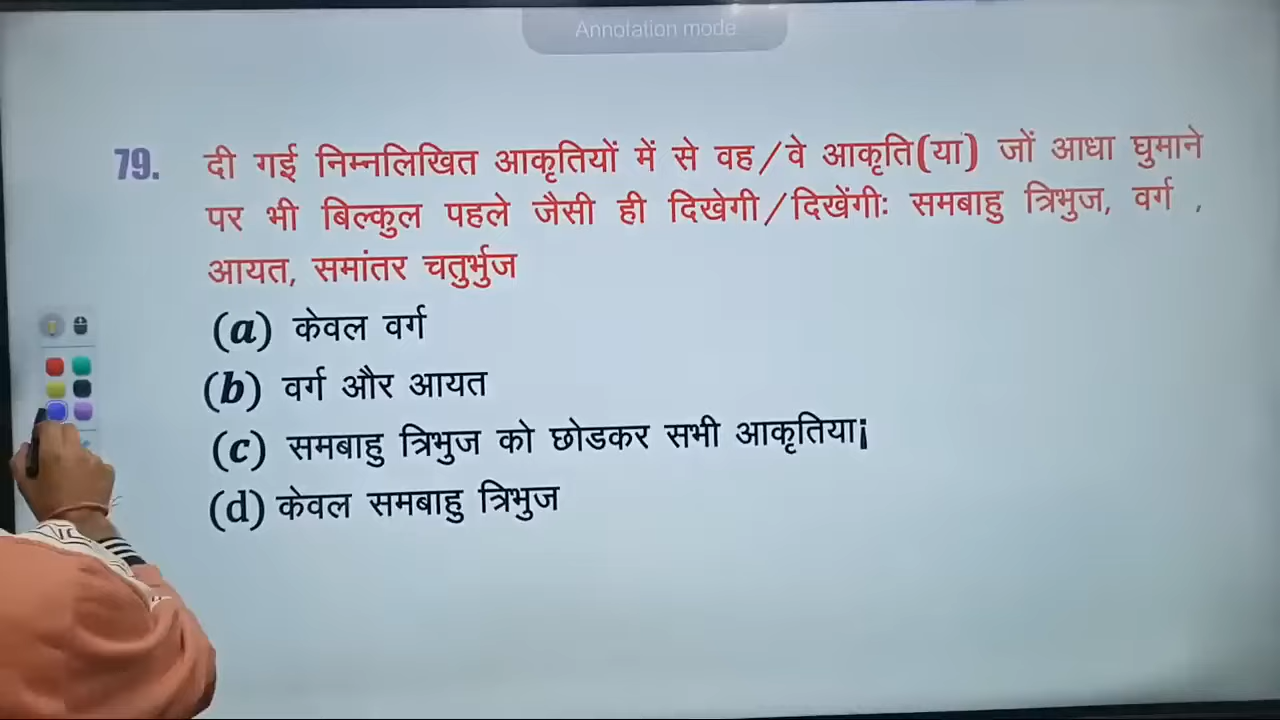 Annotation mode
79. दी गई निम्नलिखित आकृतियों में से वह/वे आकृति(या) जों आधा घुमाने
पर भी बिल्कुल पहले जैसी ही दिखेगी/दिखेंगीः समबाहु त्रिभुज, वर्ग ,
आयत, समांतर चतुर्भुज
(a) केवल वर्ग
(b) वर्ग और आयत
(c) समबाहु त्रिभुज को छोडकर सभी आकृतिया¡
(d) केवल समबाहु त्रिभुज